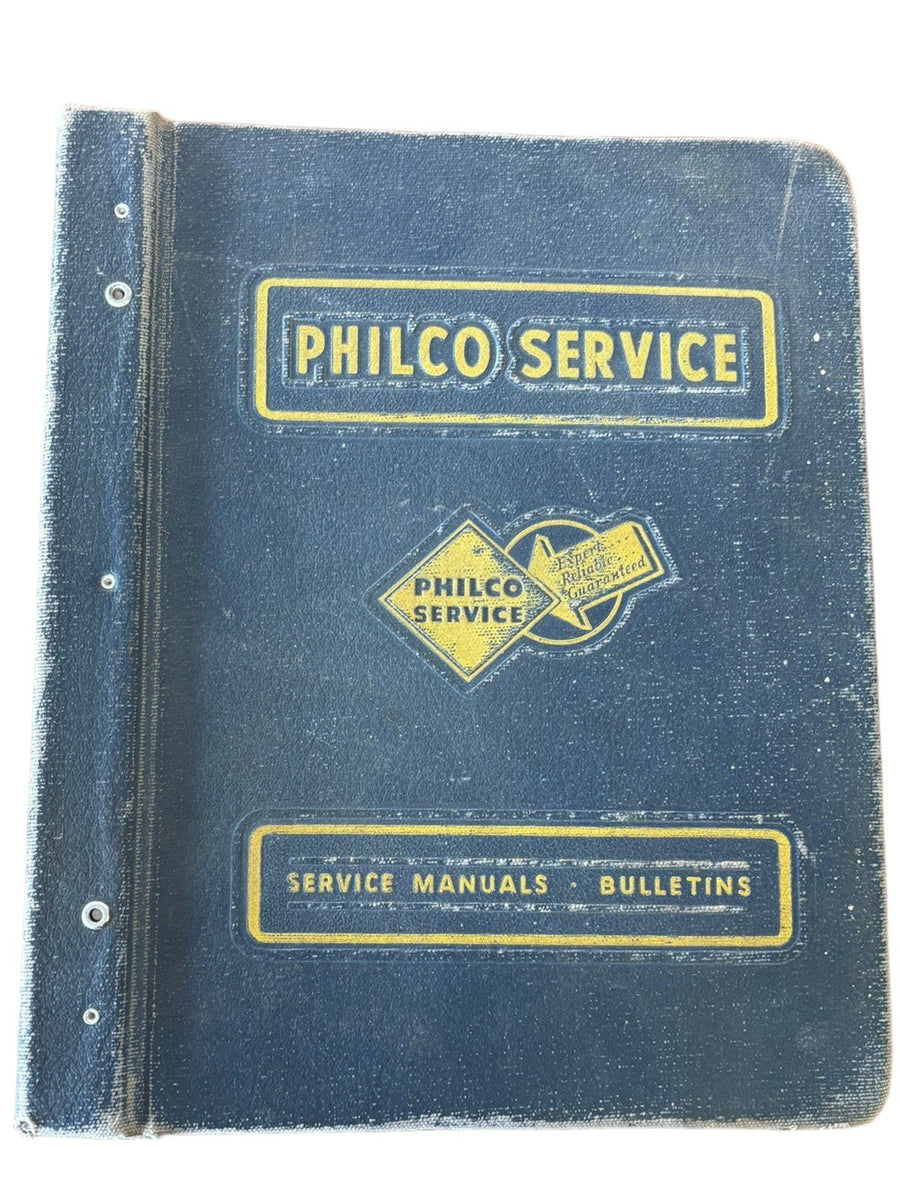 PHILCO SERVICE
PHILCO
SERVICE
Expert
Reliable
Guaranteed
SERVICE MANUALS · BULLETINS